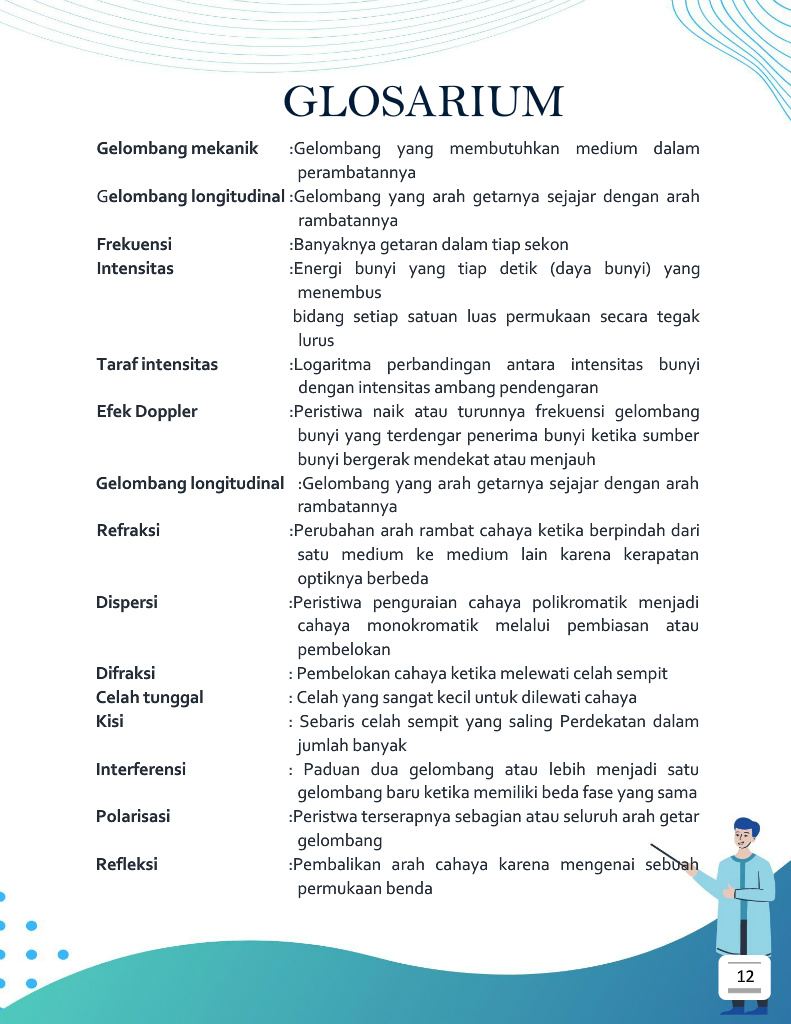 GLOSARIUM
Gelombang mekanik :Gelombang yang membutuhkan medium dalam
perambatannya
Gelombang longitudinal :Gelombang yang arah getarnya sejajar dengan arah
rambatannya
Frekuensi :Banyaknya getaran dalam tiap sekon
Intensitas :Energi bunyi yang tiap detik (daya bunyi) yang
menembus
bidang setiap satuan luas permukaan secara tegak
lurus
Taraf intensitas :Logaritma perbandingan antara intensitas bunyi
dengan intensitas ambang pendengaran
Efek Doppler :Peristiwa naik atau turunnya frekuensi gelombang
bunyi yang terdengar penerima bunyi ketika sumber
bunyi bergerak mendekat atau menjauh
Gelombang longitudinal :Gelombang yang arah getarnya sejajar dengan arah
rambatannya
Refraksi :Perubahan arah rambat cahaya ketika berpindah dari
satu medium ke medium lain karena kerapatan
optiknya berbeda
Dispersi :Peristiwa penguraian cahaya polikromatik menjadi
cahaya monokromatik melalui pembiasan atau
pembelokan
Difraksi : Pembelokan cahaya ketika melewati celah sempit
Celah tunggal : Celah yang sangat kecil untuk dilewati cahaya
Kisi : Sebaris celah sempit yang saling Perdekatan dalam
jumlah banyak
Interferensi : Paduan dua gelombang atau lebih menjadi satu
gelombang baru ketika memiliki beda fase yang sama
Polarisasi :Peristwa terserapnya sebagian atau seluruh arah getar
gelombang
Refleksi :Pembalikan arah cahaya karena mengenai sebuah
permukaan benda
12